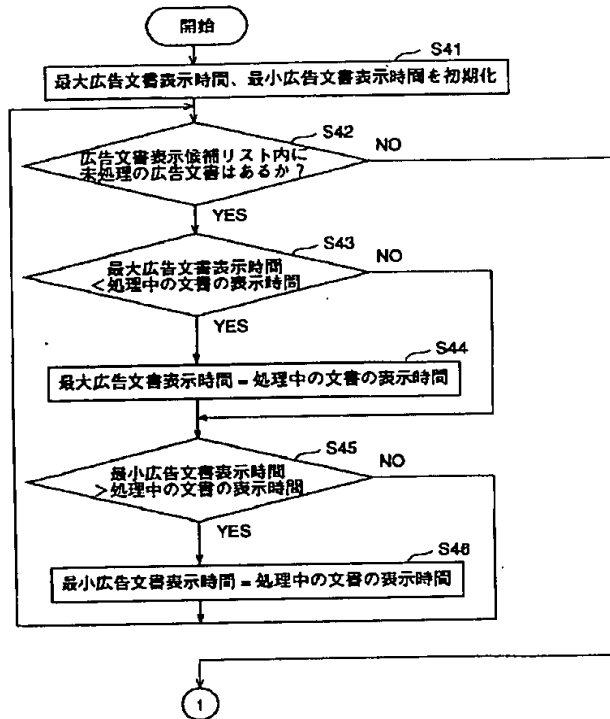 開始
S41
最大広告文書表示時間、最小広告文書表示時間を初期化
S42
NO
広告文書表示候補リスト内に
未処理の広告文書はあるか？
YES
S43
NO
最大広告文書表示時間
＜処理中の文書の表示時間
YES
S44
最大広告文書表示時間＝処理中の文書の表示時間
S45
NO
最小広告文書表示時間
＞処理中の文書の表示時間
YES
S46
最小広告文書表示時間＝処理中の文書の表示時間
1